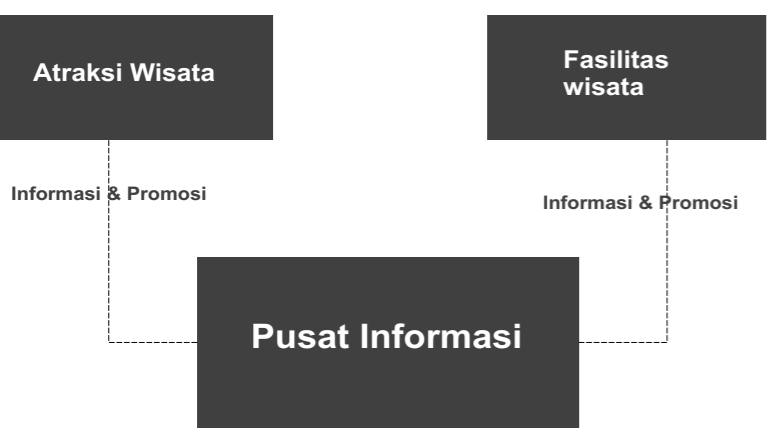 Atraksi Wisata
Fasilitas
wisata
Informasi & Promosi
Informasi & Promosi
Pusat Informasi